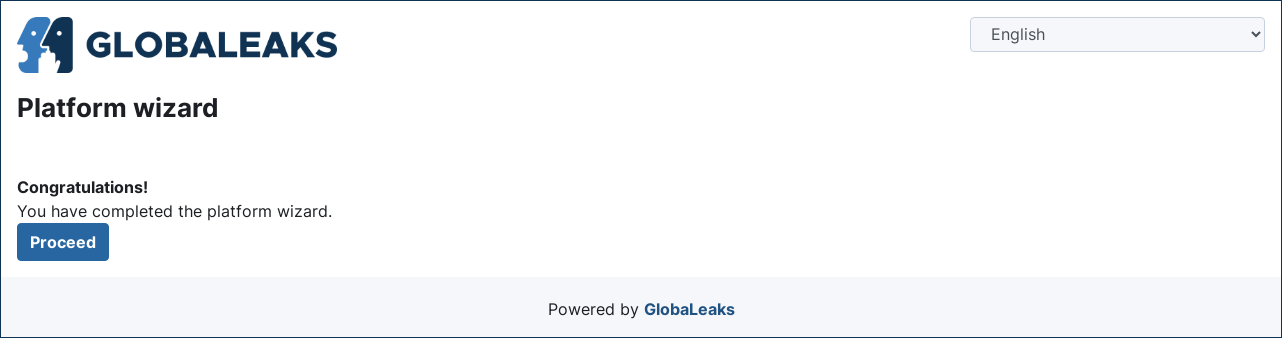 GLOBALEAKS
English
Platform wizard
Congratulations!
You have completed the platform wizard.
Proceed
Powered by GlobaLeaks